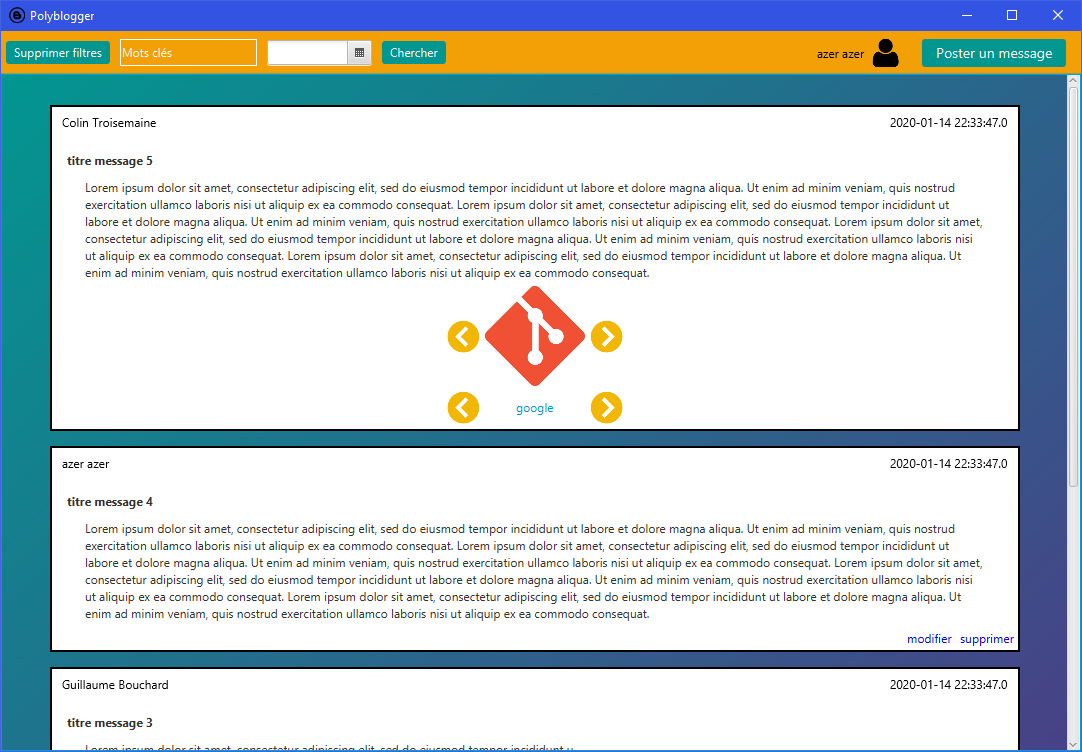 Polyblogger
Supprimer filtres Mots clés Chercher azer azer Poster un message
Colin Troisemaine 2020-01-14 22:33:47.0
titre message 5
Lorem ipsum dolor sit amet, consectetur adipiscing elit, sed do eiusmod tempor incididunt ut labore et dolore magna aliqua. Ut enim ad minim veniam, quis nostrud
exercitation ullamco laboris nisi ut aliquip ex ea commodo consequat. Lorem ipsum dolor sit amet, consectetur adipiscing elit, sed do eiusmod tempor incididunt ut
labore et dolore magna aliqua. Ut enim ad minim veniam, quis nostrud exercitation ullamco laboris nisi ut aliquip ex ea commodo consequat. Lorem ipsum dolor sit amet,
consectetur adipiscing elit, sed do eiusmod tempor incididunt ut labore et dolore magna aliqua. Ut enim ad minim veniam, quis nostrud exercitation ullamco laboris nisi
ut aliquip ex ea commodo consequat. Lorem ipsum dolor sit amet, consectetur adipiscing elit, sed do eiusmod tempor incididunt ut labore et dolore magna aliqua. Ut
enim ad minim veniam, quis nostrud exercitation ullamco laboris nisi ut aliquip ex ea commodo consequat.
google
azer azer 2020-01-14 22:33:47.0
titre message 4
Lorem ipsum dolor sit amet, consectetur adipiscing elit, sed do eiusmod tempor incididunt ut labore et dolore magna aliqua. Ut enim ad minim veniam, quis nostrud
exercitation ullamco laboris nisi ut aliquip ex ea commodo consequat. Lorem ipsum dolor sit amet, consectetur adipiscing elit, sed do eiusmod tempor incididunt ut
labore et dolore magna aliqua. Ut enim ad minim veniam, quis nostrud exercitation ullamco laboris nisi ut aliquip ex ea commodo consequat. Lorem ipsum dolor sit amet,
consectetur adipiscing elit, sed do eiusmod tempor incididunt ut labore et dolore magna aliqua. Ut enim ad minim veniam, quis nostrud exercitation ullamco laboris nisi
ut aliquip ex ea commodo consequat. Lorem ipsum dolor sit amet, consectetur adipiscing elit, sed do eiusmod tempor incididunt ut labore et dolore magna aliqua. Ut
enim ad minim veniam, quis nostrud exercitation ullamco laboris nisi ut aliquip ex ea commodo consequat.
modifier supprimer
Guillaume Bouchard 2020-01-14 22:33:47.0
titre message 3
Lorem ipsum dolor sit amet, consectetur adipiscing elit, sed do eiusmod tempor incididunt u